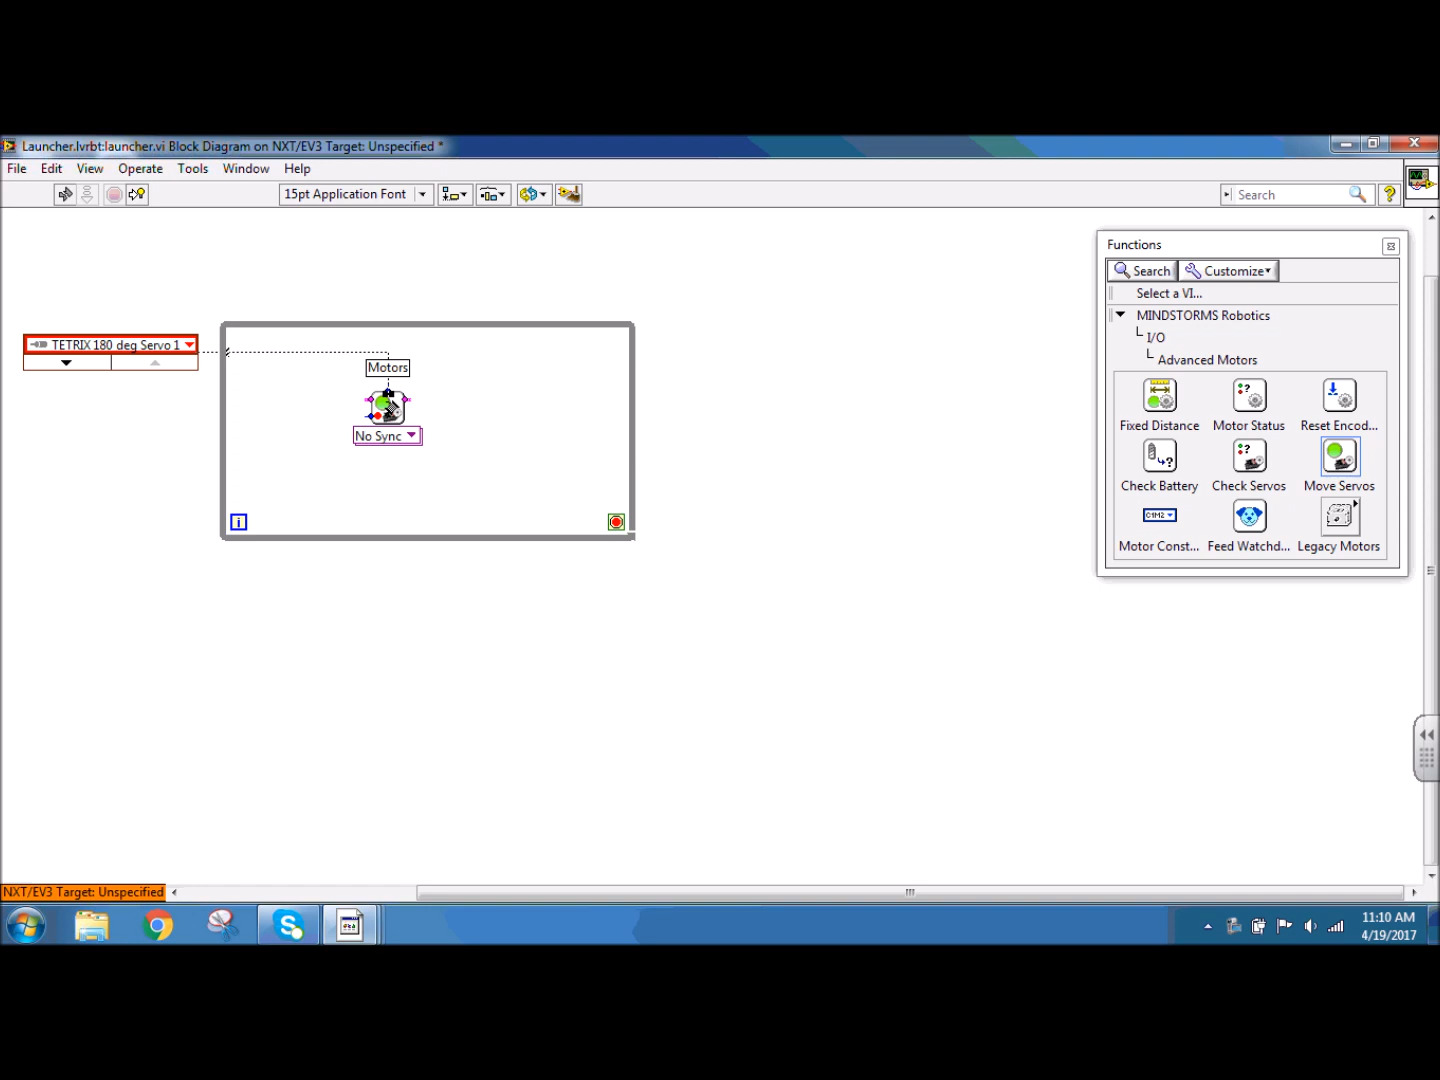 Launcher.lvrbt:launcher.vi Block Diagram on NXT/EV3 Target: Unspecified *
File Edit View Operate Tools Window Help
15pt Application Font
Search
?
Functions
Search Customize
Select a VI...
MINDSTORMS Robotics
I/O
Advanced Motors
Fixed Distance Motor Status Reset Encod...
Check Battery Check Servos Move Servos
C1M2
Motor Const... Feed Watchd... Legacy Motors
TETRIX 180 deg Servo 1
Motors
No Sync
i
NXT/EV3 Target: Unspecified
11:10 AM
4/19/2017